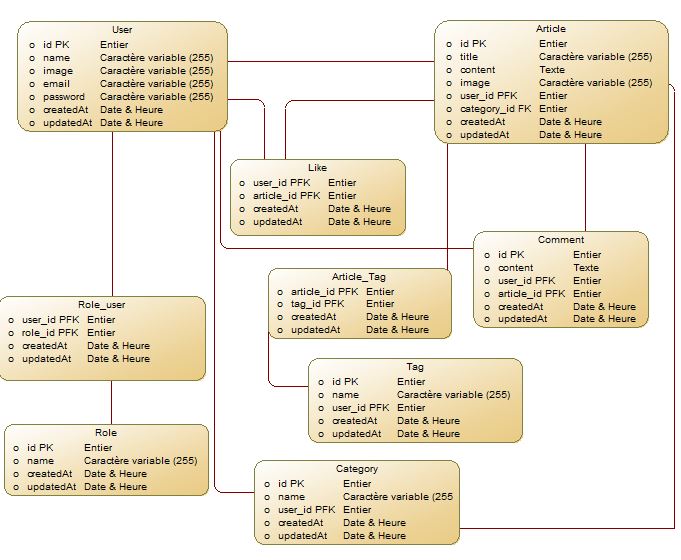 User
id PK Entier
name Caractère variable (255)
image Caractère variable (255)
email Caractère variable (255)
password Caractère variable (255)
createdAt Date & Heure
updatedAt Date & Heure
Article
id PK Entier
title Caractère variable (255)
content Texte
image Caractère variable (255)
user_id PFK Entier
category_id FK Entier
createdAt Date & Heure
updatedAt Date & Heure
Like
user_id PFK Entier
article_id PFK Entier
createdAt Date & Heure
updatedAt Date & Heure
Comment
id PK Entier
content Texte
user_id PFK Entier
article_id PFK Entier
createdAt Date & Heure
updatedAt Date & Heure
Article_Tag
article_id PFK Entier
tag_id PFK Entier
createdAt Date & Heure
updatedAt Date & Heure
Role_user
user_id PFK Entier
role_id PFK Entier
createdAt Date & Heure
updatedAt Date & Heure
Tag
id PK Entier
name Caractère variable (255)
user_id PFK Entier
createdAt Date & Heure
updatedAt Date & Heure
Role
id PK Entier
name Caractère variable (255)
createdAt Date & Heure
updatedAt Date & Heure
Category
id PK Entier
name Caractère variable (255
user_id PFK Entier
createdAt Date & Heure
updatedAt Date & Heure